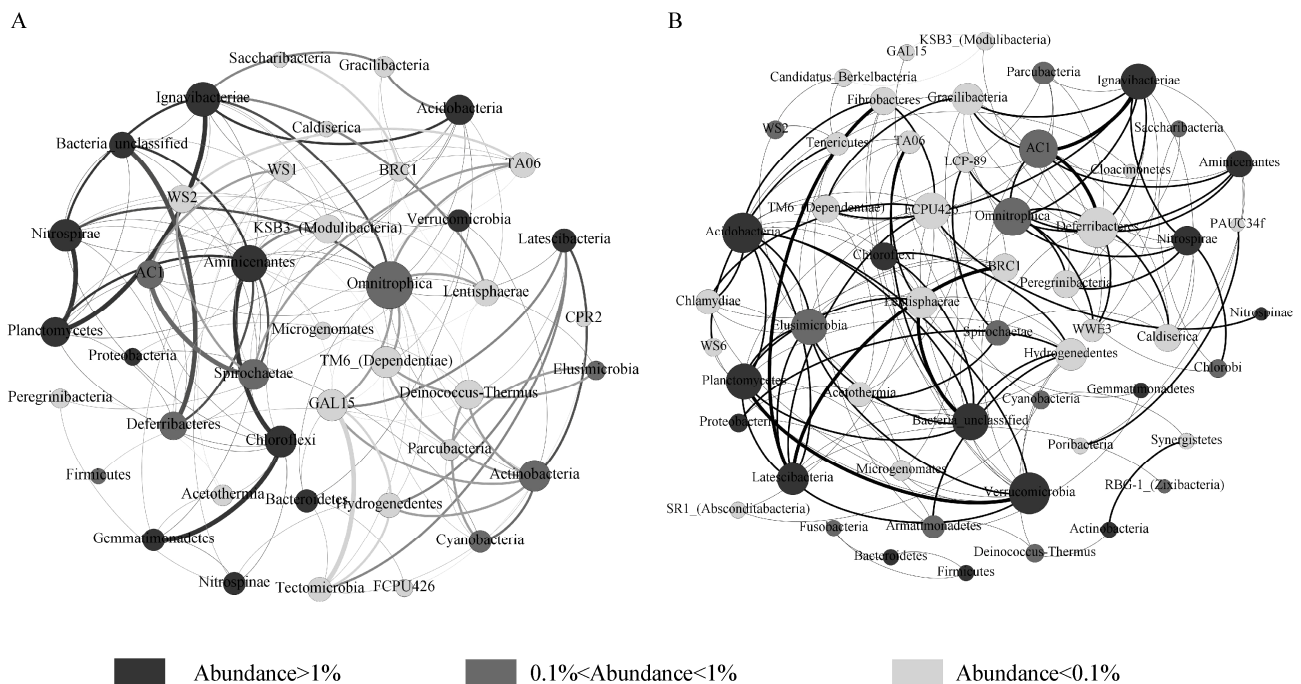 A
Saccharibacteria
Gracilibacteria
Ignavibacteriae
Acidobacteria
Caldiserica
Bacteria_unclassified
TA06
WS1
BRC1
WS2
Verrucomicrobia
KSB3_(Modulibacteria)
Nitrospirae
Latescibacteria
Aminicenantes
AC1
Omnitrophica
Lentisphaerae
CPR2
Planctomycetes
Microgenomates
Proteobacteria
TM6_(Dependentiae)
Elusimicrobia
Spirochaetae
Peregrinibacteria
Deinococcus-Thermus
GAL15
Deferribacteres
Chloroflexi
Parcubacteria
Firmicutes
Actinobacteria
Acetothermia
Bacteroidetes
Hydrogenedentes
Gemmatimonadetes
Cyanobacteria
Nitrospinae
Tectomicrobia
FCPU426
B
KSB3_(Modulibacteria)
GAL15
Candidatus_Berkelbacteria
Parcubacteria
Ignavibacteriae
Fibrobacteres
Gracilibacteria
WS2
Saccharibacteria
Tenericutes
TA06
AC1
LCP-89
Cloacimonetes
Aminicenantes
TM6_(Dependentiae)
FCPU426
Omnitrophica
Deferribacteres
PAUC34f
Acidobacteria
Nitrospirae
Chloroflexi
BRC1
Peregrinibacteria
Chlamydiae
Lentisphaerae
Nitrospinae
Elusimicrobia
Spirochaetae
WWE3
Caldiserica
WS6
Hydrogenedentes
Chlorobi
Planctomycetes
Acetothermia
Gemmatimonadetes
Cyanobacteria
Proteobacteria
Bacteria_unclassified
Poribacteria
Synergistetes
Microgenomates
Latescibacteria
Verrucomicrobia
RBG-1_(Zixibacteria)
SR1_(Absconditabacteria)
Fusobacteria
Armatimonadetes
Actinobacteria
Deinococcus-Thermus
Bacteroidetes
Firmicutes
Abundance>1%
0.1%<Abundance<1%
Abundance<0.1%